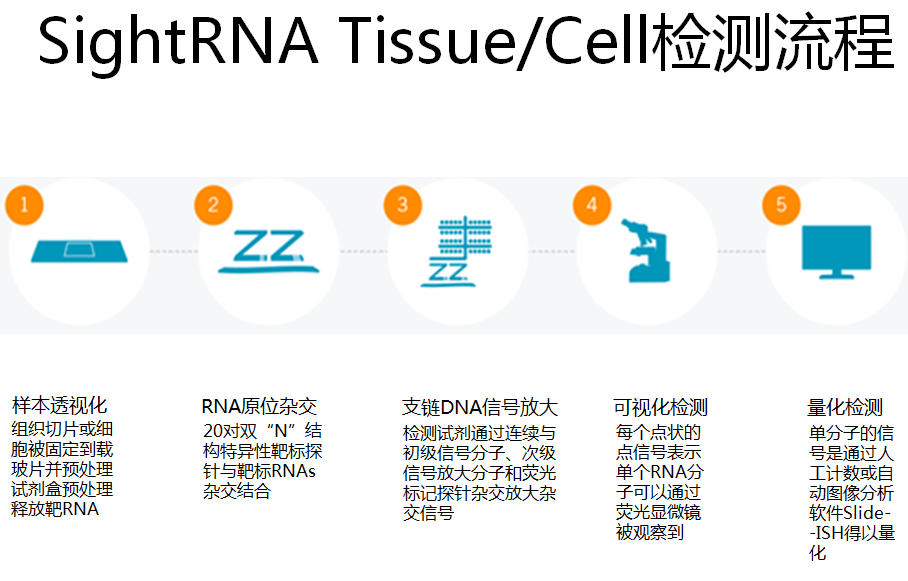 SightRNA Tissue/Cell检测流程
1
2
3
4
5
样本透视化
组织切片或细
胞被固定到载
玻片并预处理
试剂盒预处理
释放靶RNA
RNA原位杂交
20对双“N”结
构特异性靶标探
针与靶标RNAs
杂交结合
支链DNA信号放大
检测试剂通过连续与
初级信号分子、次级
信号放大分子和荧光
标记探针杂交放大杂
交信号
可视化检测
每个点状的
点信号表示
单个RNA分
子可以通过
荧光显微镜
被观察到
量化检测
单分子的信
号是通过人
工计数或自
动图像分析
软件Slide-
-ISH得以量
化